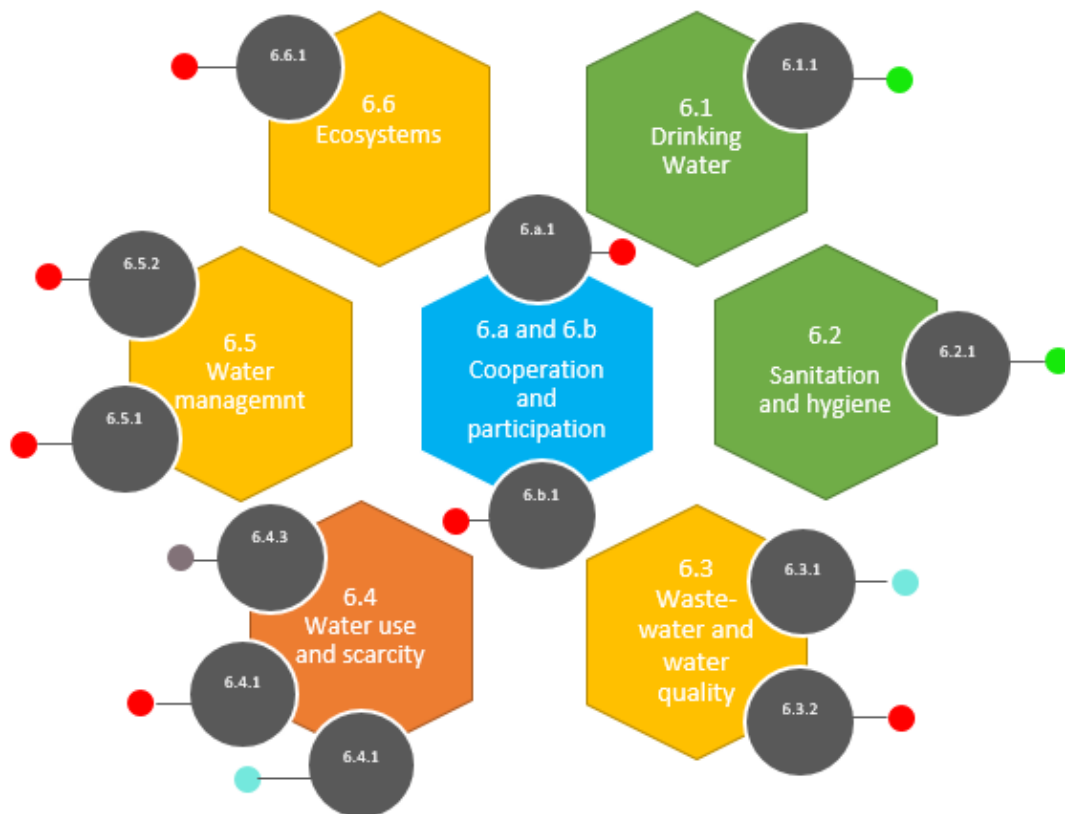 6.6.1
6.6
Ecosystems
6.1.1
6.1
Drinking
Water
6.5.2
6.5
Water
managemnt
6.5.1
6.a.1
6.a and 6.b
Cooperation
and
participation
6.b.1
6.2.1
6.2
Sanitation
and hygiene
6.4.3
6.4
Water use
and scarcity
6.4.1
6.4.1
6.3.1
6.3
Waste-
water and
water
quality
6.3.2